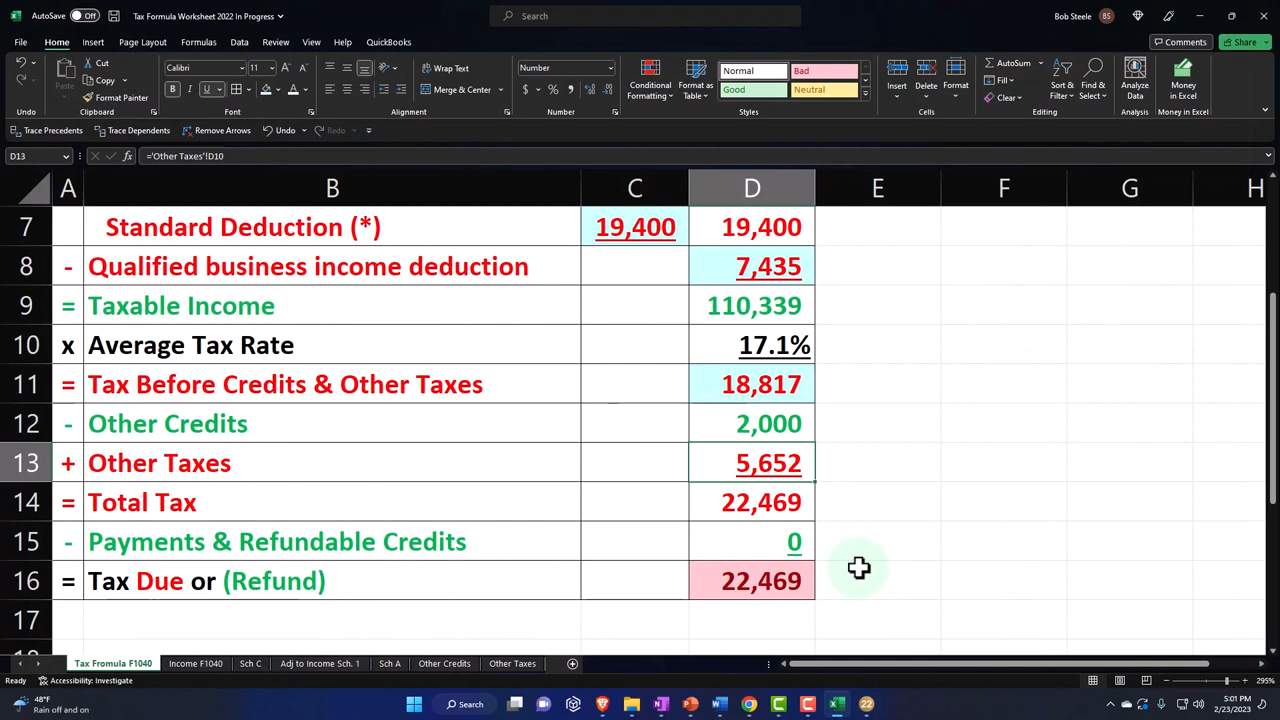 AutoSave Off Tax Formula Worksheet 2022 In Progress Search Bob Steele BS
File Home Insert Page Layout Formulas Data Review View Help QuickBooks Comments Share
Undo Paste Cut Copy Format Painter Clipboard
Calibri 11 B I U Font
Wrap Text Merge & Center Alignment
Number $ % Number
Conditional Formatting Format as Table Normal Bad Good Neutral Styles
Insert Delete Format Cells
AutoSum Fill Clear Sort & Filter Find & Select Editing
Analyze Data Analysis
Money in Excel Money in Excel
Trace Precedents Trace Dependents Remove Arrows Undo Redo
D13 fx ='Other Taxes'!D10
A B C D E F G H
7 Standard Deduction (*) 19,400 19,400
8 - Qualified business income deduction 7,435
9 = Taxable Income 110,339
10 x Average Tax Rate 17.1%
11 = Tax Before Credits & Other Taxes 18,817
12 - Other Credits 2,000
13 + Other Taxes 5,652
14 = Total Tax 22,469
15 - Payments & Refundable Credits 0
16 = Tax Due or (Refund) 22,469
17
Tax Fromula F1040 Income F1040 Sch C Adj to Income Sch. 1 Sch A Other Credits Other Taxes
Ready Accessibility: Investigate 295%
48°F
Rain off and on
Search
22
5:01 PM
2/23/2023